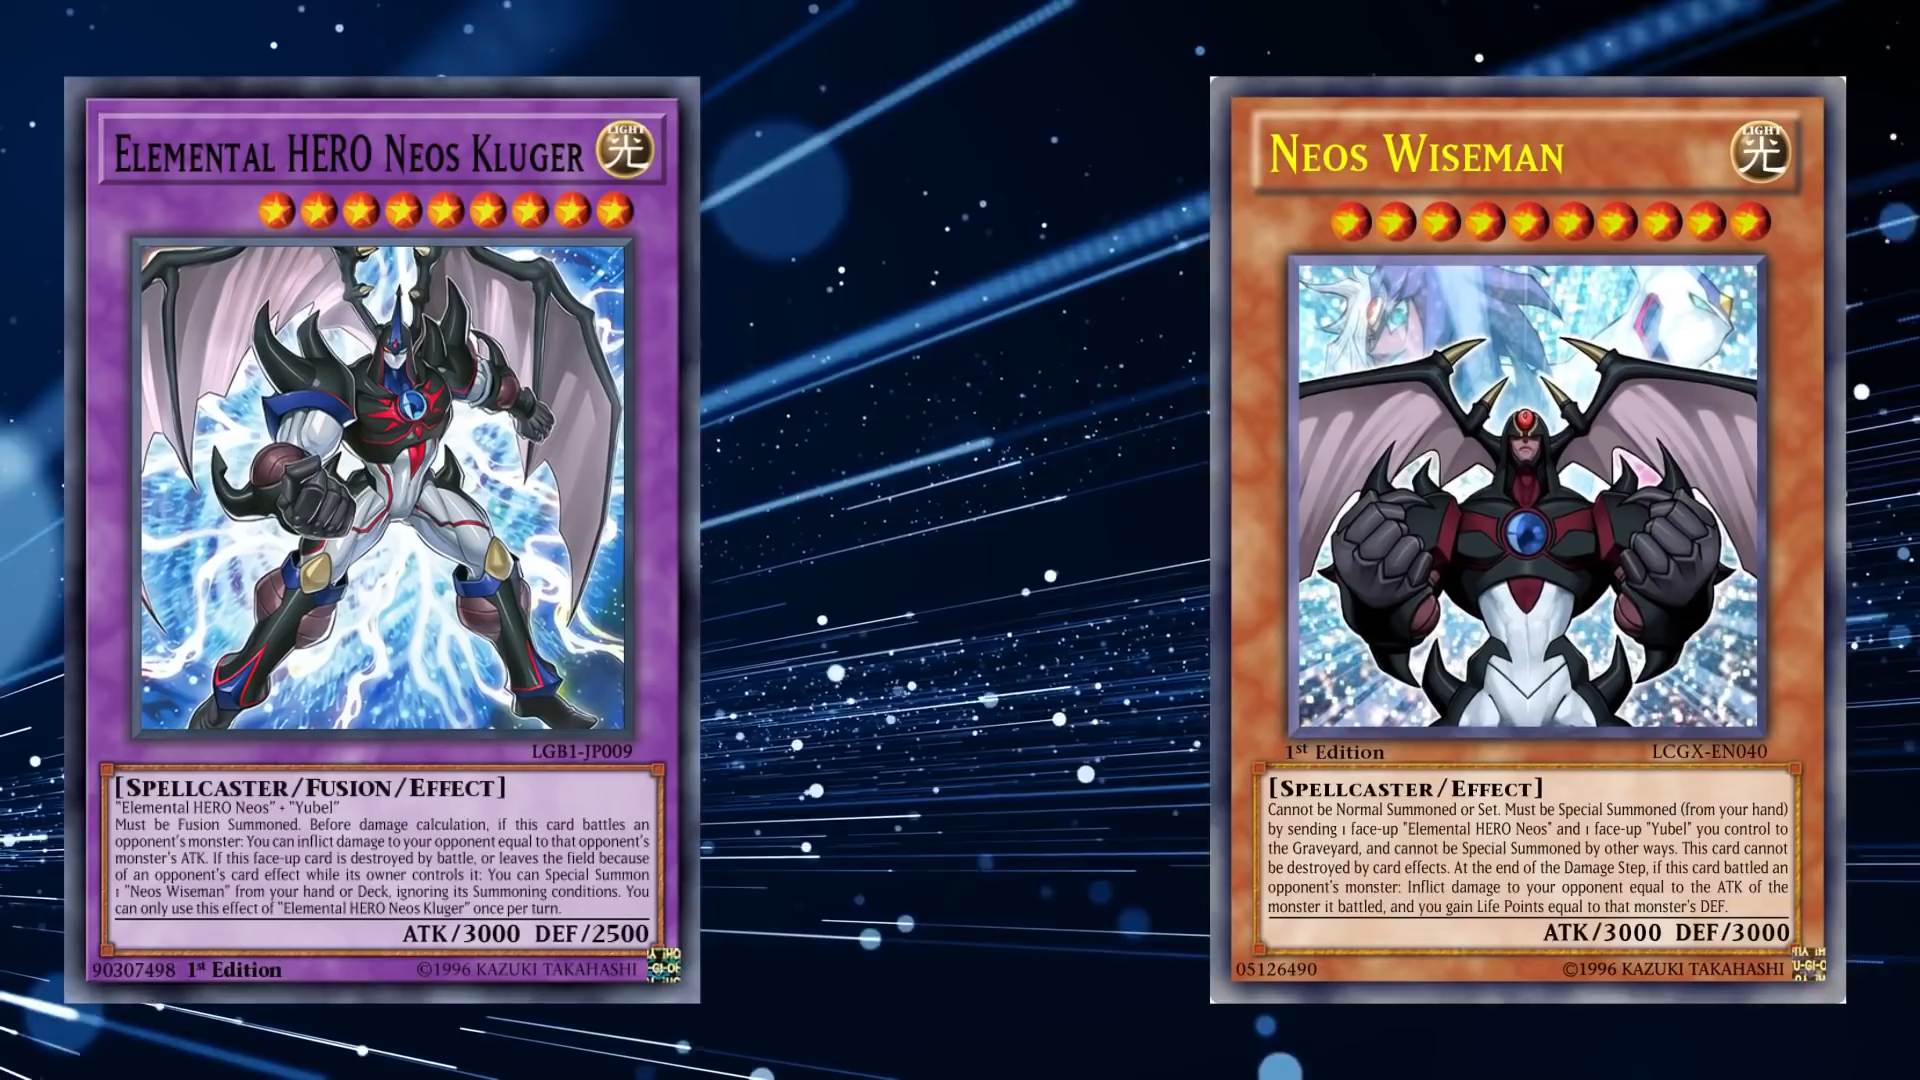 ELEMENTAL HERO NEOS KLUGER
LIGHT
光
LGB1-JP009
[SPELLCASTER/FUSION/EFFECT]
"Elemental HERO Neos" + "Yubel"
Must be Fusion Summoned. Before damage calculation, if this card battles an
opponent's monster: You can inflict damage to your opponent equal to that opponent's
monster's ATK. If this face-up card is destroyed by battle, or leaves the field because
of an opponent's card effect while its owner controls it: You can Special Summon
1 "Neos Wiseman" from your hand or Deck, ignoring its Summoning conditions. You
can only use this effect of "Elemental HERO Neos Kluger" once per turn.
ATK/3000 DEF/2500
90307498 1st Edition ©1996 KAZUKI TAKAHASHI
NEOS WISEMAN
LIGHT
光
1st Edition LCGX-EN040
[SPELLCASTER/EFFECT]
Cannot be Normal Summoned or Set. Must be Special Summoned (from your hand)
by sending 1 face-up "Elemental HERO Neos" and 1 face-up "Yubel" you control to
the Graveyard, and cannot be Special Summoned by other ways. This card cannot
be destroyed by card effects. At the end of the Damage Step, if this card battled an
opponent's monster: Inflict damage to your opponent equal to the ATK of the
monster it battled, and you gain Life Points equal to that monster's DEF.
ATK/3000 DEF/3000
05126490 ©1996 KAZUKI TAKAHASHI